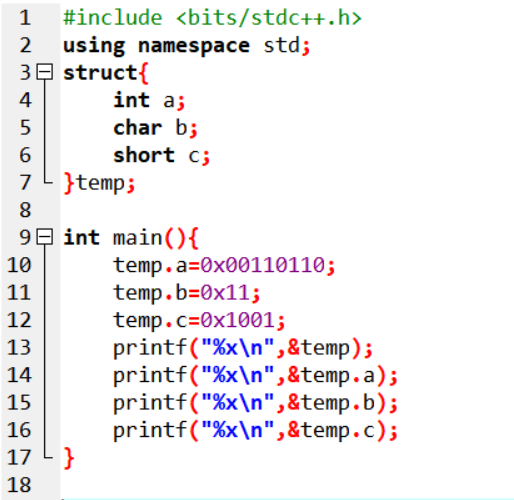 1 #include <bits/stdc++.h>
2 using namespace std;
3 struct{
4 int a;
5 char b;
6 short c;
7 }temp;
8
9 int main(){
10 temp.a=0x00110110;
11 temp.b=0x11;
12 temp.c=0x1001;
13 printf("%x\n",&temp);
14 printf("%x\n",&temp.a);
15 printf("%x\n",&temp.b);
16 printf("%x\n",&temp.c);
17 }
18